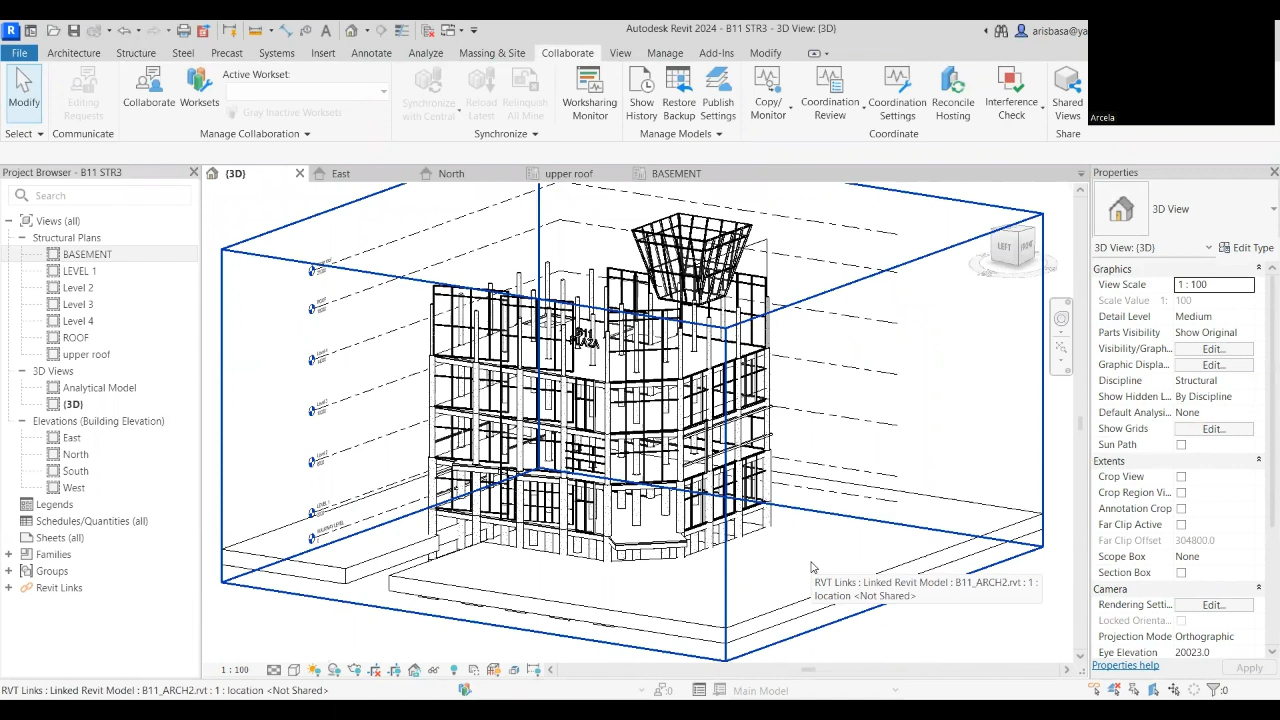 Autodesk Revit 2024 - B11 STR3 - 3D View: {3D}
arisbasa@ya
File Architecture Structure Steel Precast Systems Insert Annotate Analyze Massing & Site Collaborate View Manage Add-Ins Modify
Modify
Editing Requests
Collaborate
Worksets
Active Workset:
Gray Inactive Worksets
Synchronize with Central
Reload Latest
Relinquish All Mine
Worksharing Monitor
Show History
Restore Backup
Publish Settings
Copy/ Monitor
Coordination Review
Coordination Settings
Reconcile Hosting
Interference Check
Shared Views
Arcela
Select Communicate Manage Collaboration Synchronize Manage Models Coordinate Share
Project Browser - B11 STR3
Search
Views (all)
Structural Plans
BASEMENT
LEVEL 1
Level 2
Level 3
Level 4
ROOF
upper roof
3D Views
Analytical Model
{3D}
Elevations (Building Elevation)
East
North
South
West
Legends
Schedules/Quantities (all)
Sheets (all)
Families
Groups
Revit Links
{3D} East North upper roof BASEMENT
B11
PLAZA
LEFT
RVT Links : Linked Revit Model : B11_ARCH2.rvt : 1 :
location <Not Shared>
Properties
3D View
3D View: {3D} Edit Type
Graphics
View Scale 1 : 100
Scale Value 1: 100
Detail Level Medium
Parts Visibility Show Original
Visibility/Graph... Edit...
Graphic Displa... Edit...
Discipline Structural
Show Hidden L... By Discipline
Default Analysi... None
Show Grids Edit...
Sun Path
Extents
Crop View
Crop Region Vi...
Annotation Crop
Far Clip Active
Far Clip Offset 304800.0
Scope Box None
Section Box
Camera
Rendering Setti... Edit...
Locked Orienta...
Projection Mode Orthographic
Eye Elevation 20023.0
Properties help Apply
1 : 100
RVT Links : Linked Revit Model : B11_ARCH2.rvt : 1 : location <Not Shared>
:0
Main Model
:0